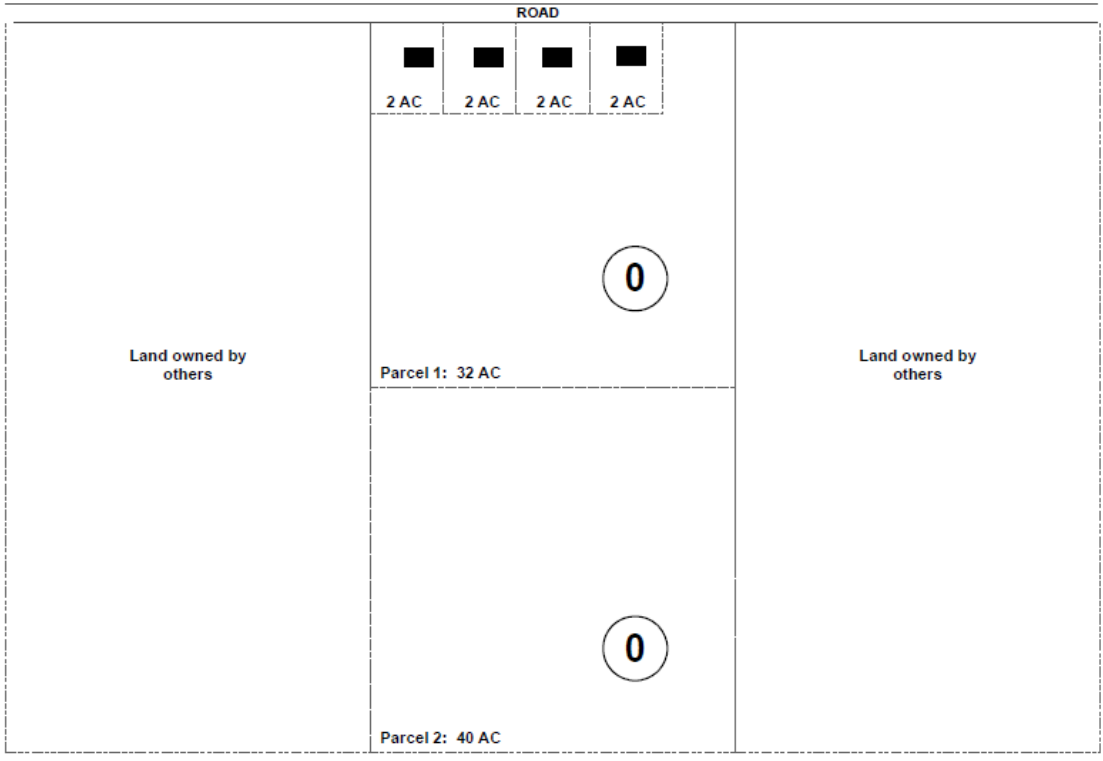 ROAD
2 AC
2 AC
2 AC
2 AC
0
Land owned by
others
Land owned by
others
Parcel 1: 32 AC
0
Parcel 2: 40 AC